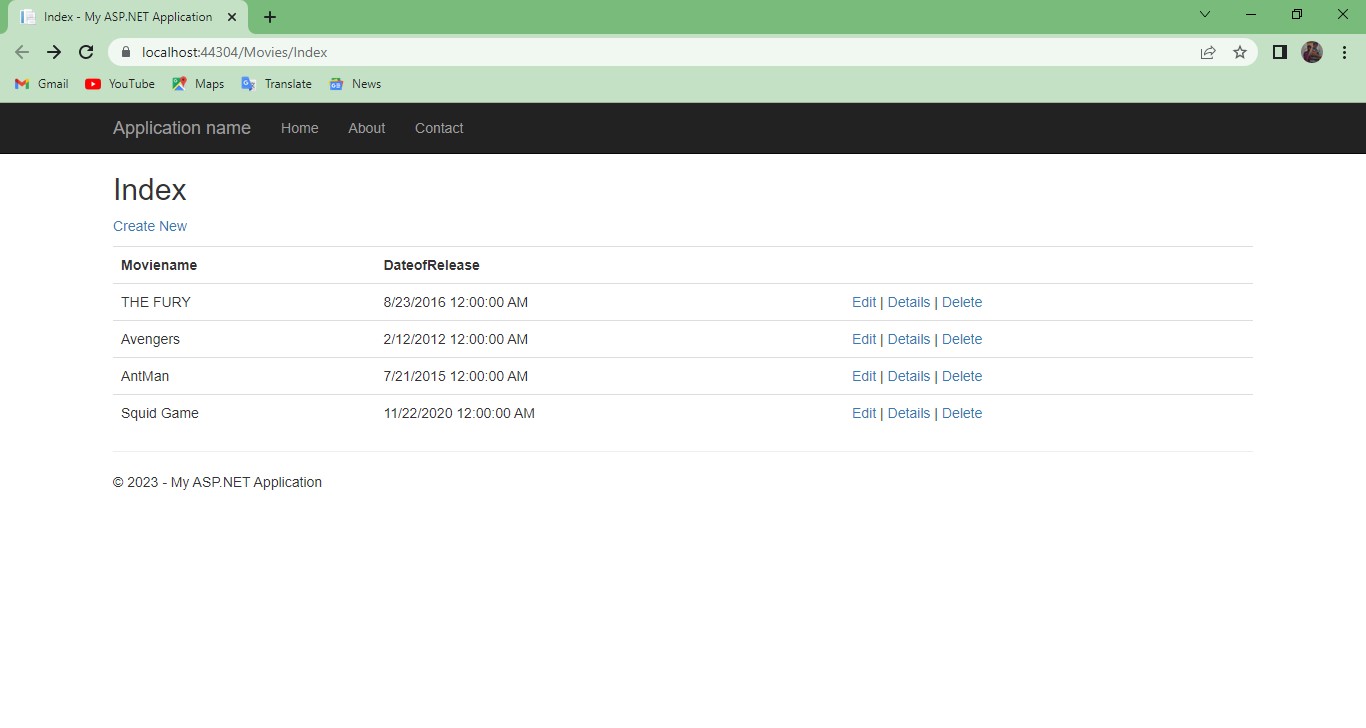 Index - My ASP.NET Application
localhost:44304/Movies/Index
Gmail YouTube Maps Translate News
Application name Home About Contact
Index
Create New
Moviename DateofRelease
THE FURY 8/23/2016 12:00:00 AM Edit | Details | Delete
Avengers 2/12/2012 12:00:00 AM Edit | Details | Delete
AntMan 7/21/2015 12:00:00 AM Edit | Details | Delete
Squid Game 11/22/2020 12:00:00 AM Edit | Details | Delete
© 2023 - My ASP.NET Application